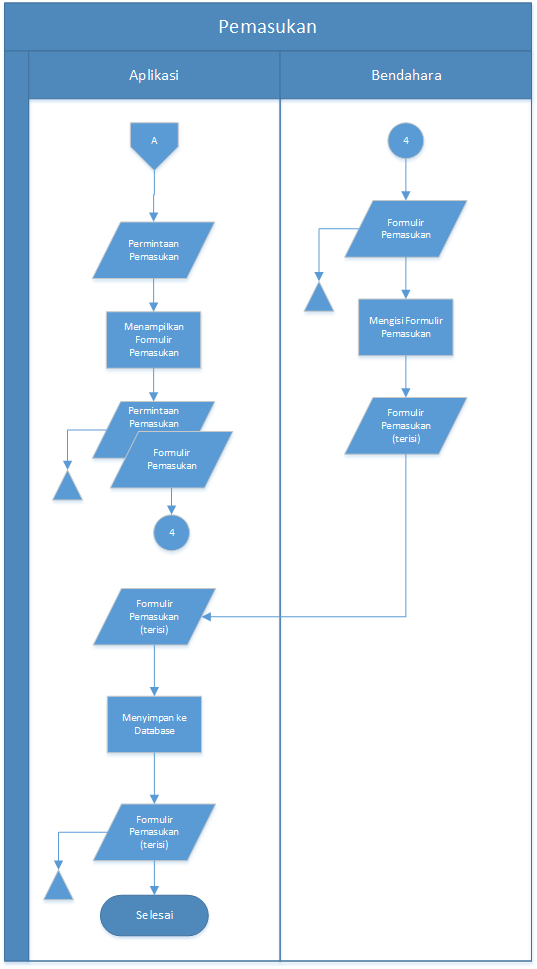 Pemasukan
Aplikasi
Bendahara
A
Permintaan
Pemasukan
Menampilkan
Formulir
Pemasukan
Permintaan
Pemasukan
Formulir
Pemasukan
4
4
Formulir
Pemasukan
Mengisi Formulir
Pemasukan
Formulir
Pemasukan
(terisi)
Formulir
Pemasukan
(terisi)
Menyimpan ke
Database
Formulir
Pemasukan
(terisi)
Selesai